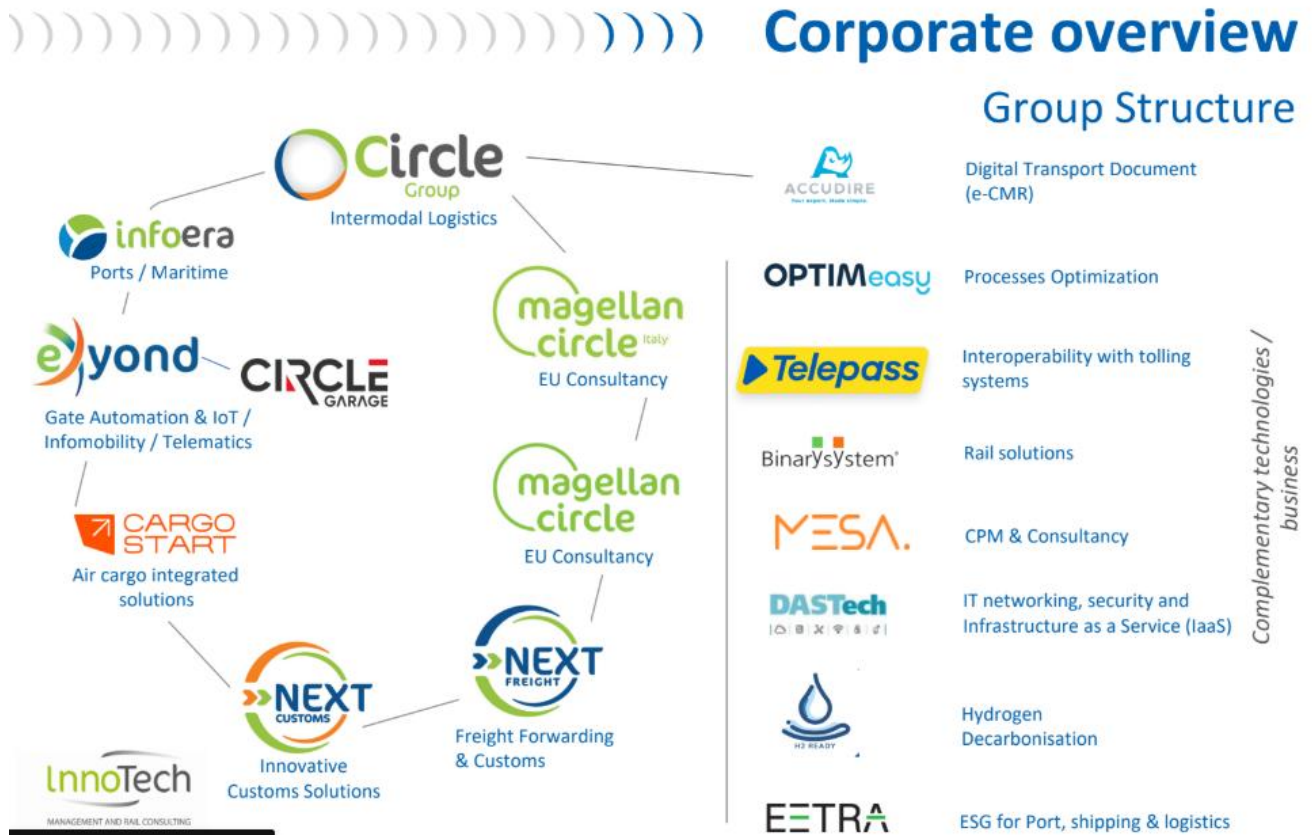 Corporate overview
Group Structure
Circle
Group
Intermodal Logistics
infoera
Ports / Maritime
eXyond
CIRCLE
GARAGE
Gate Automation & IoT /
Infomobility / Telematics
CARGO
START
Air cargo integrated
solutions
NEXT
CUSTOMS
Innovative
Customs Solutions
InnoTech
MANAGEMENT AND RAIL CONSULTING
magellan
circle Italy
EU Consultancy
magellan
circle
EU Consultancy
NEXT
FREIGHT
Freight Forwarding
& Customs
ACCUDIRE
Your export, made simple.
Digital Transport Document
(e-CMR)
OPTIMeasy
Processes Optimization
Telepass
Interoperability with tolling
systems
Binarysystem
Rail solutions
MESA.
CPM & Consultancy
DASTech
IT networking, security and
Infrastructure as a Service (IaaS)
H2 READY
Hydrogen
Decarbonisation
EETRA
ESG for Port, shipping & logistics
Complementary technologies /
business